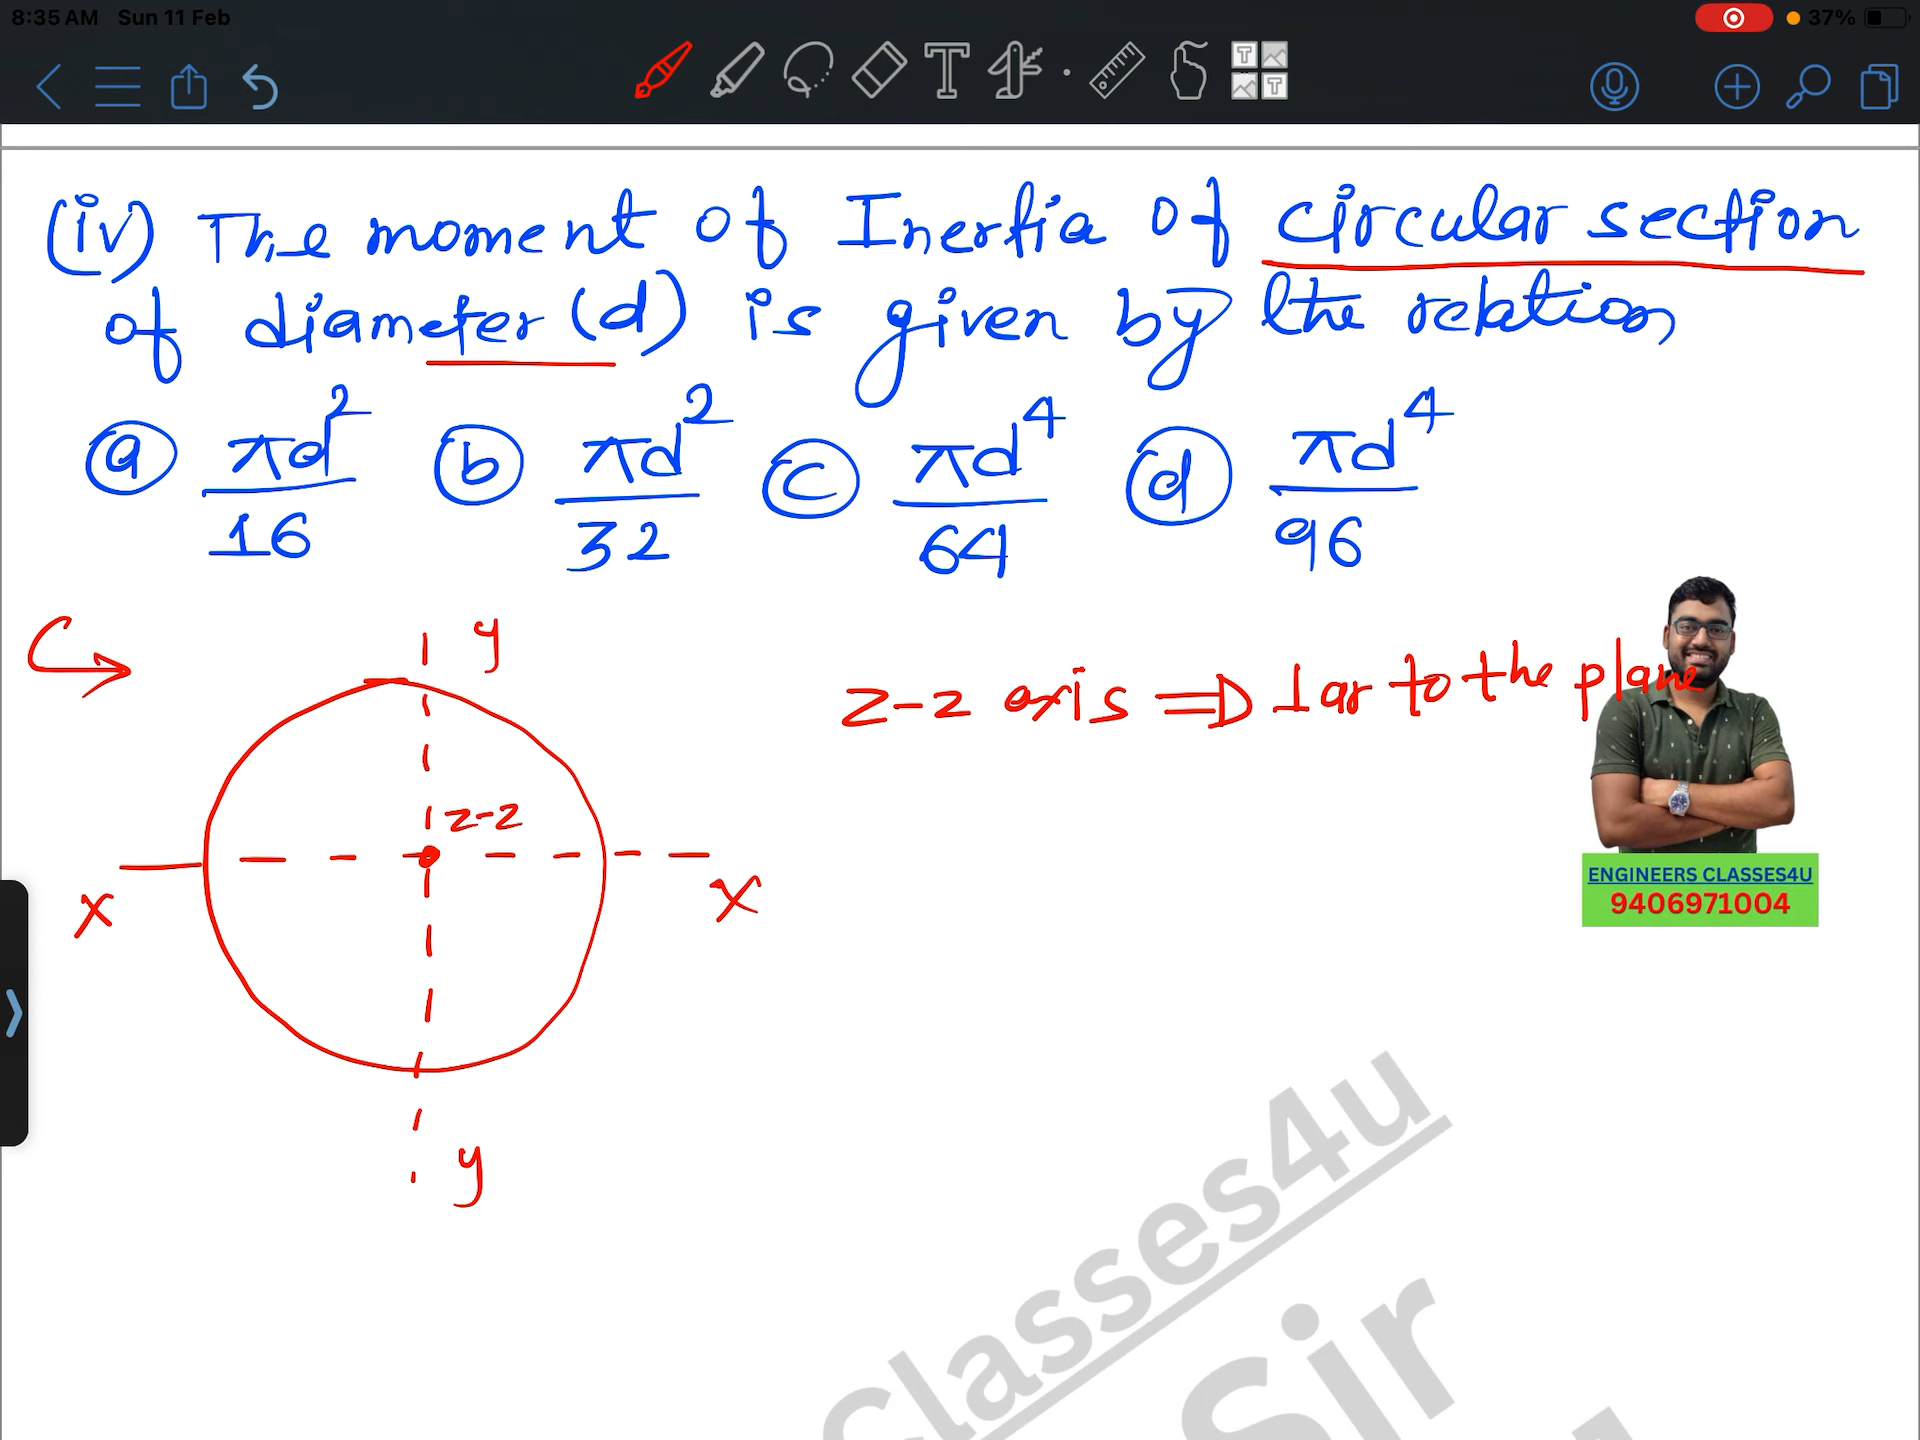 8:35 AM Sun 11 Feb
37%
(iv) The moment of Inertia of circular section
of diameter (d) is given by the relation
(a) πd²/16 (b) πd²/32 (c) πd⁴/64 (d) πd⁴/96
y
z-z axis ⇒ ⊥ar to the plane
z-z
x x
y
ENGINEERS CLASSES4U
9406971004
Classes4u
Sir